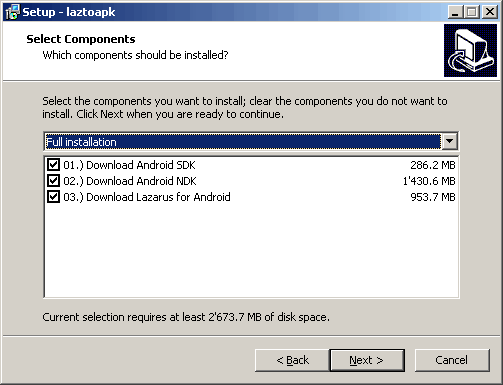 Setup - laztoapk
Select Components
Which components should be installed?
Select the components you want to install; clear the components you do not want to
install. Click Next when you are ready to continue.
Full installation
01.) Download Android SDK 286.2 MB
02.) Download Android NDK 1'430.6 MB
03.) Download Lazarus for Android 953.7 MB
Current selection requires at least 2'673.7 MB of disk space.
< Back Next > Cancel